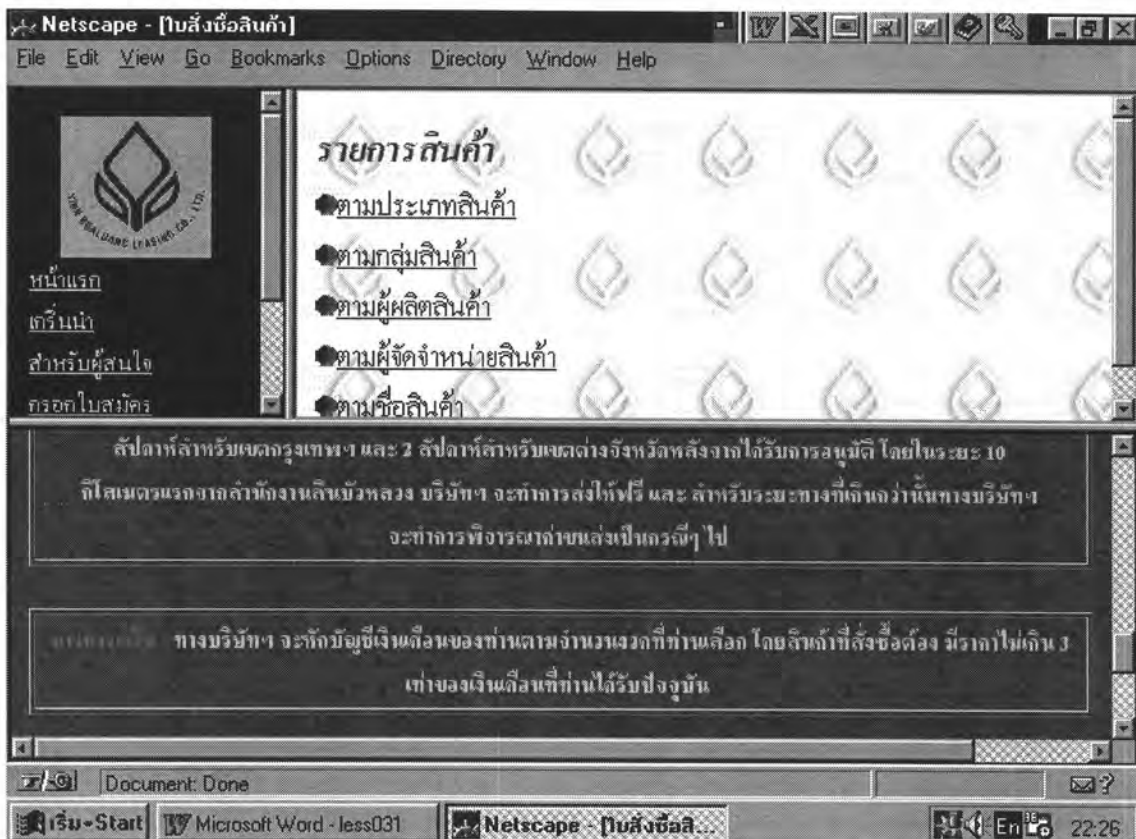 Netscape - [ใบสั่งซื้อสินค้า]
File Edit View Go Bookmarks Options Directory Window Help
LEASING CO., LTD.
หน้าแรก
เกริ่นนำ
สำหรับผู้สนใจ
กรอกใบสมัคร
รายการสินค้า
ตามประเภทสินค้า
ตามกลุ่มสินค้า
ตามผู้ผลิตสินค้า
ตามผู้จัดจำหน่ายสินค้า
ตามชื่อสินค้า
สัปดาห์สำหรับเขตกรุงเทพฯ และ 2 สัปดาห์สำหรับเขตต่างจังหวัดหลังจากได้รับการอนุมัติ โดยในระยะ 10
กิโลเมตรแรกจากสำนักงานลินบัวหลวง บริษัทฯ จะทำการส่งให้ฟรี และ สำหรับระยะทางที่เกินกว่านั้นทางบริษัทฯ
จะทำการพิจารณาค่าขนส่งเป็นกรณีๆ ไป
ทางบริษัทฯ จะหักบัญชีเงินเดือนของท่านตามจำนวนงวดที่ท่านเลือก โดยสินค้าที่สั่งซื้อต้อง มีราคาไม่เกิน 3
เท่าของเงินเดือนที่ท่านได้รับปัจจุบัน
Document: Done
เริ่ม-Start Microsoft Word - less031 Netscape - [ใบสั่งซื้อสิ... En 22:26